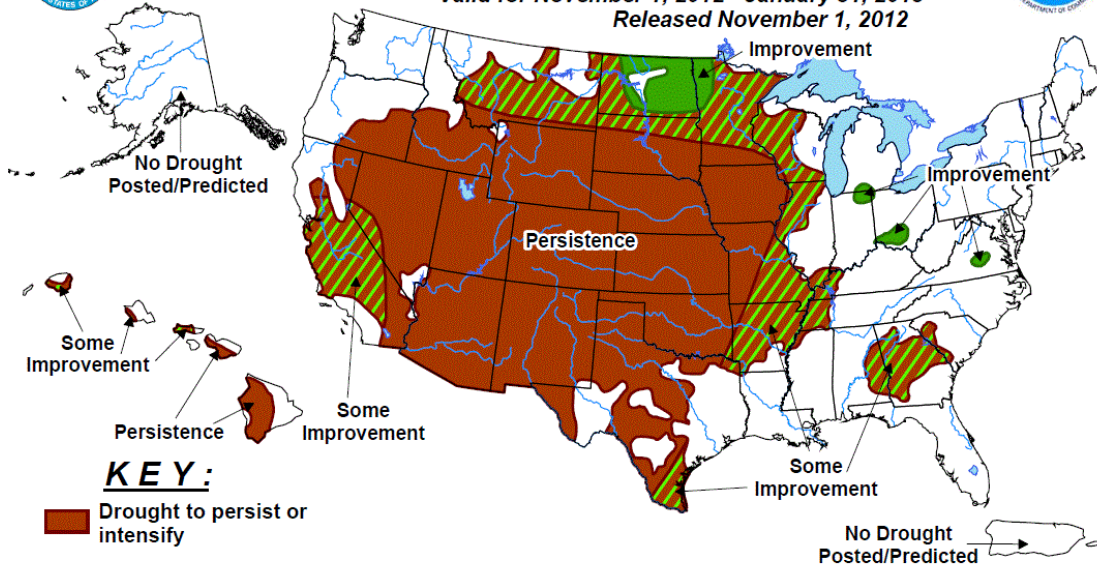 Released November 1, 2012
Improvement
No Drought
Posted/Predicted
Improvement
Persistence
Some
Improvement
Persistence
Some
Improvement
Some
Improvement
KEY:
Drought to persist or
intensify
No Drought
Posted/Predicted